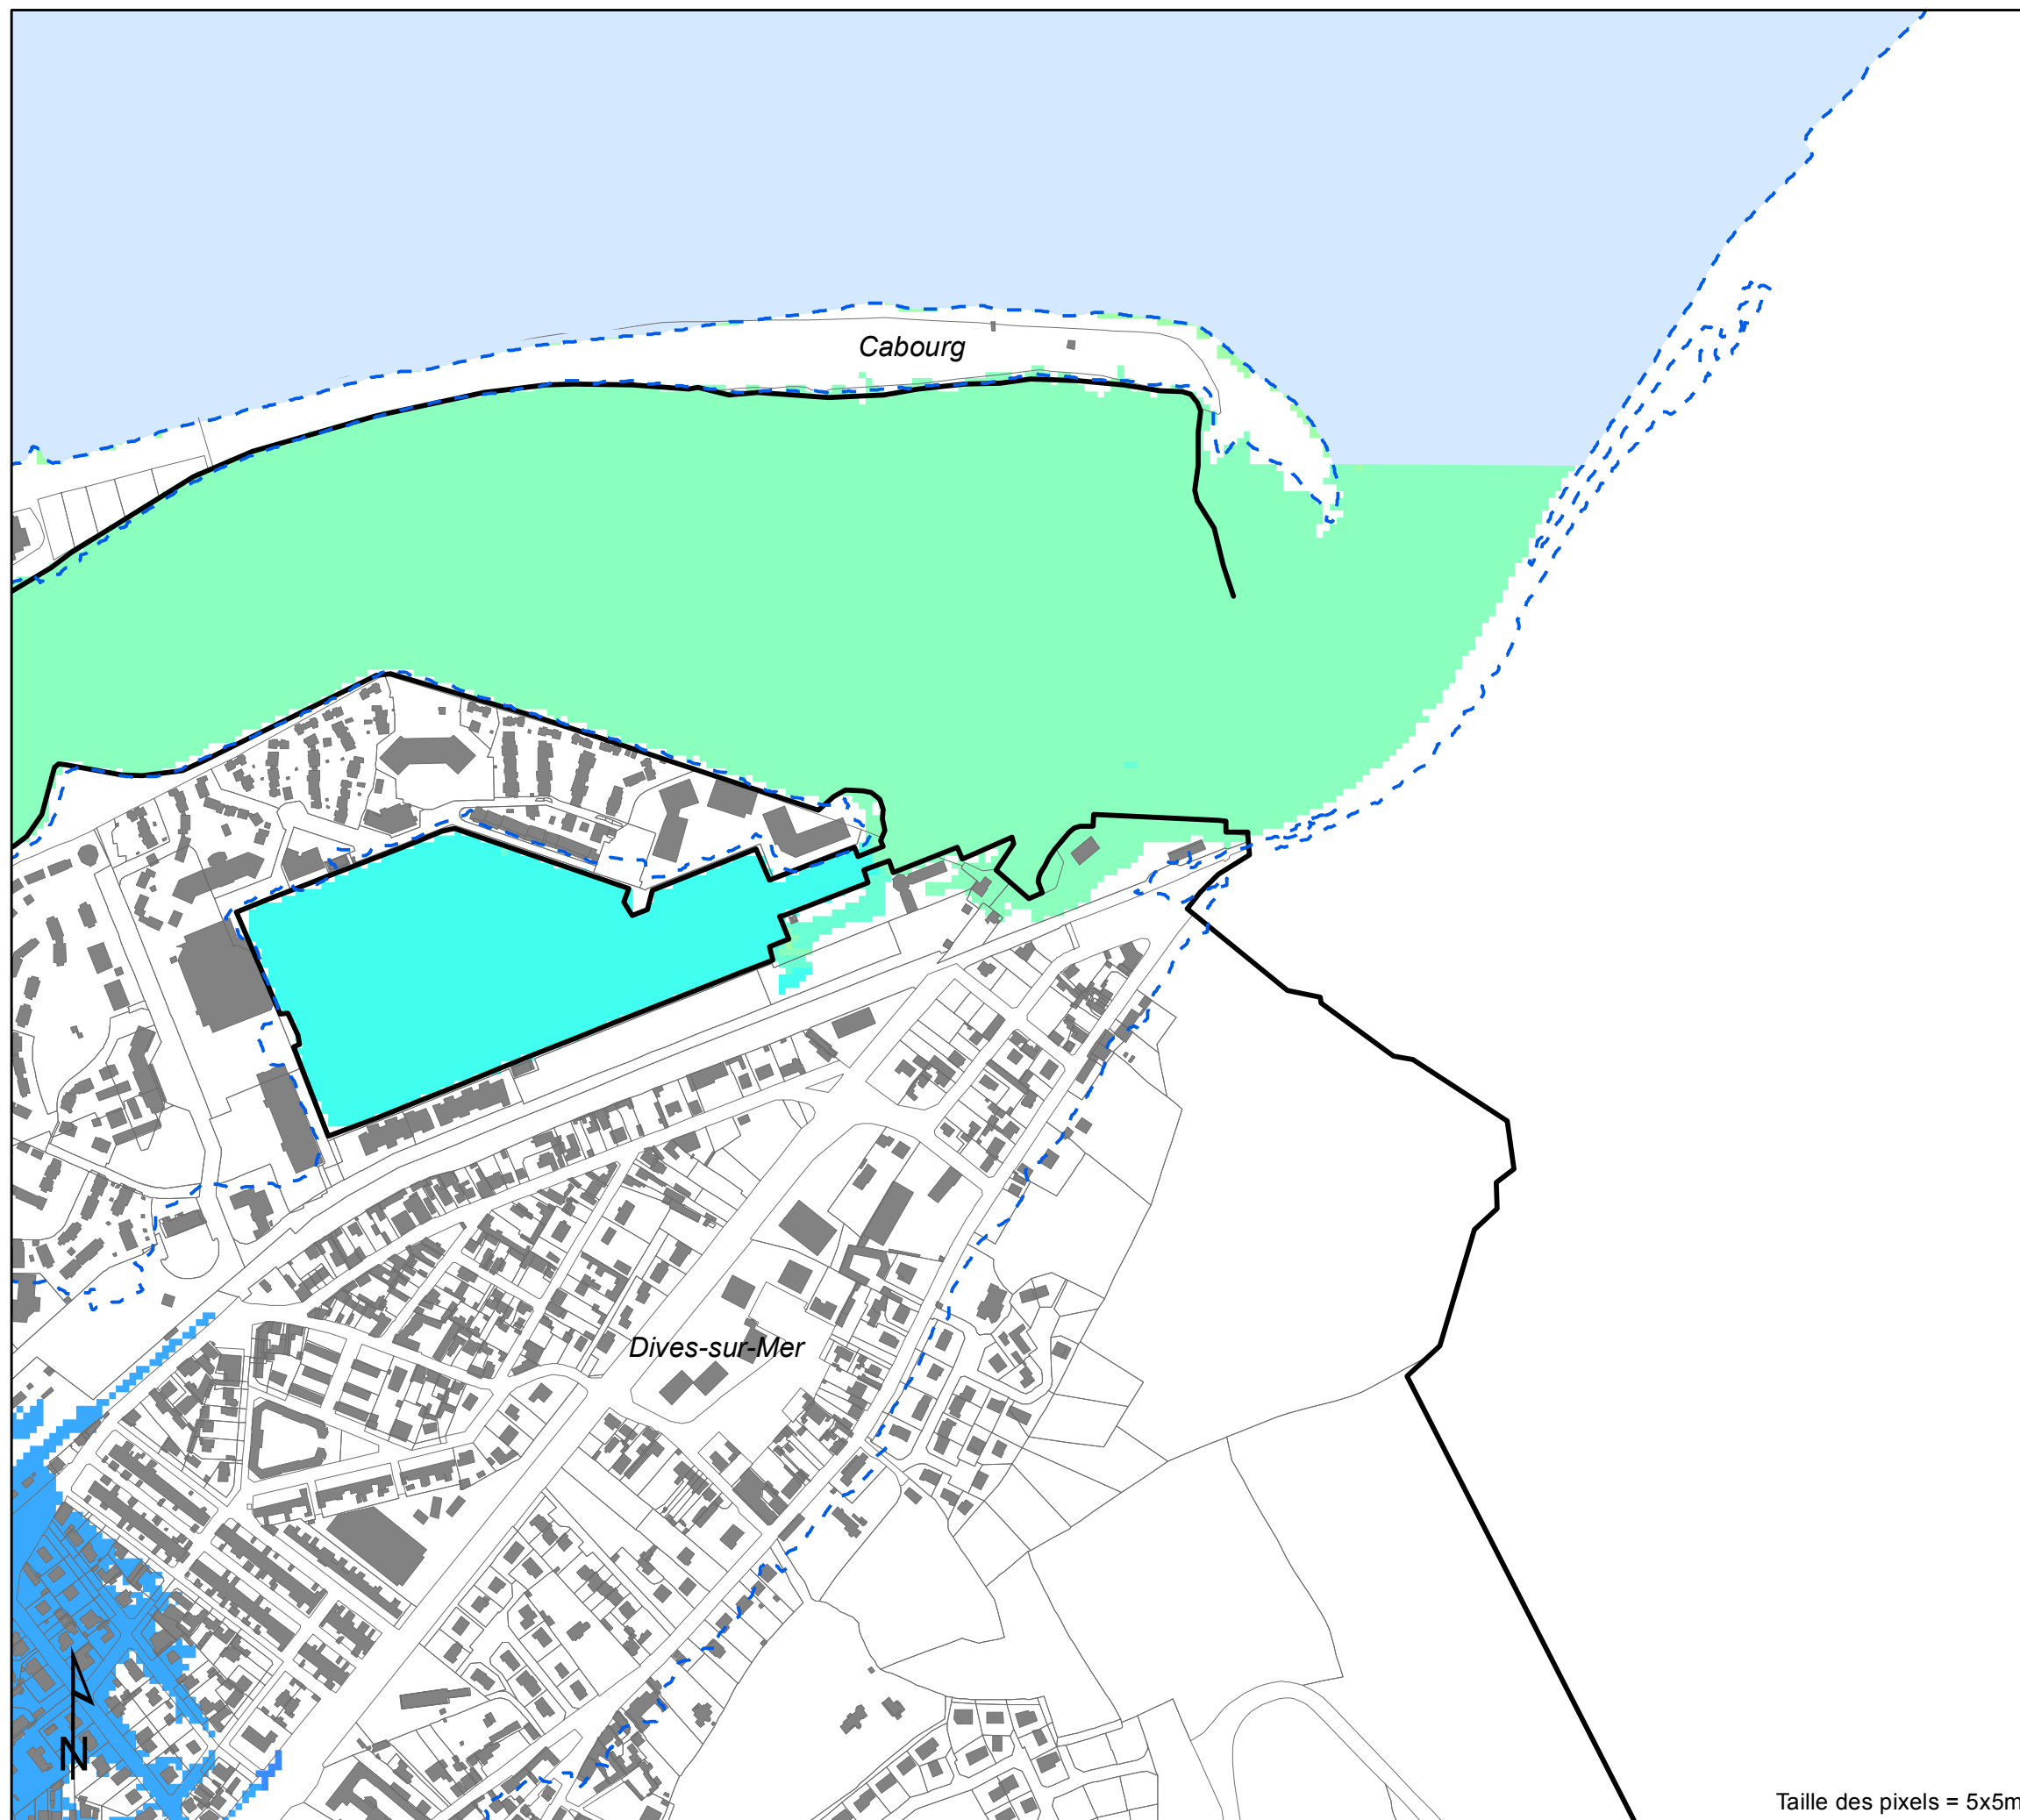 Cabourg
Dives-sur-Mer
N
Taille des pixels = 5x5m